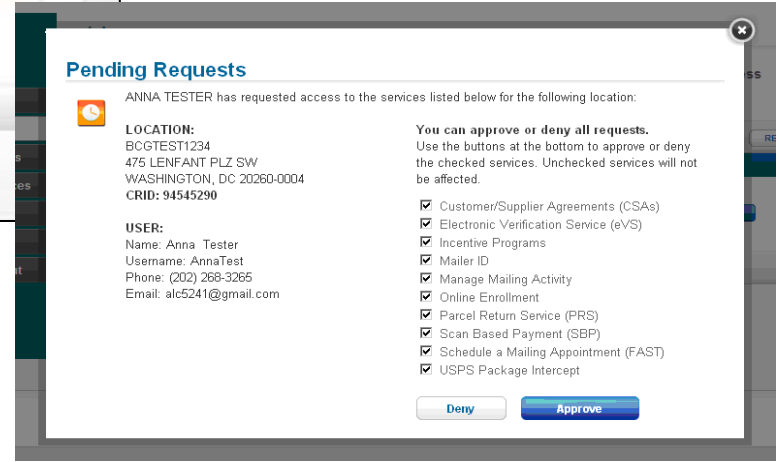 Pending Requests
ANNA TESTER has requested access to the services listed below for the following location:
LOCATION:
BCGTEST1234
475 LENFANT PLZ SW
WASHINGTON, DC 20260-0004
CRID: 94545290
USER:
Name: Anna Tester
Username: AnnaTest
Phone: (202) 268-3265
Email: alc5241@gmail.com
You can approve or deny all requests.
Use the buttons at the bottom to approve or deny
the checked services. Unchecked services will not
be affected.
Customer/Supplier Agreements (CSAs)
Electronic Verification Service (eVS)
Incentive Programs
Mailer ID
Manage Mailing Activity
Online Enrollment
Parcel Return Service (PRS)
Scan Based Payment (SBP)
Schedule a Mailing Appointment (FAST)
USPS Package Intercept
Deny
Approve